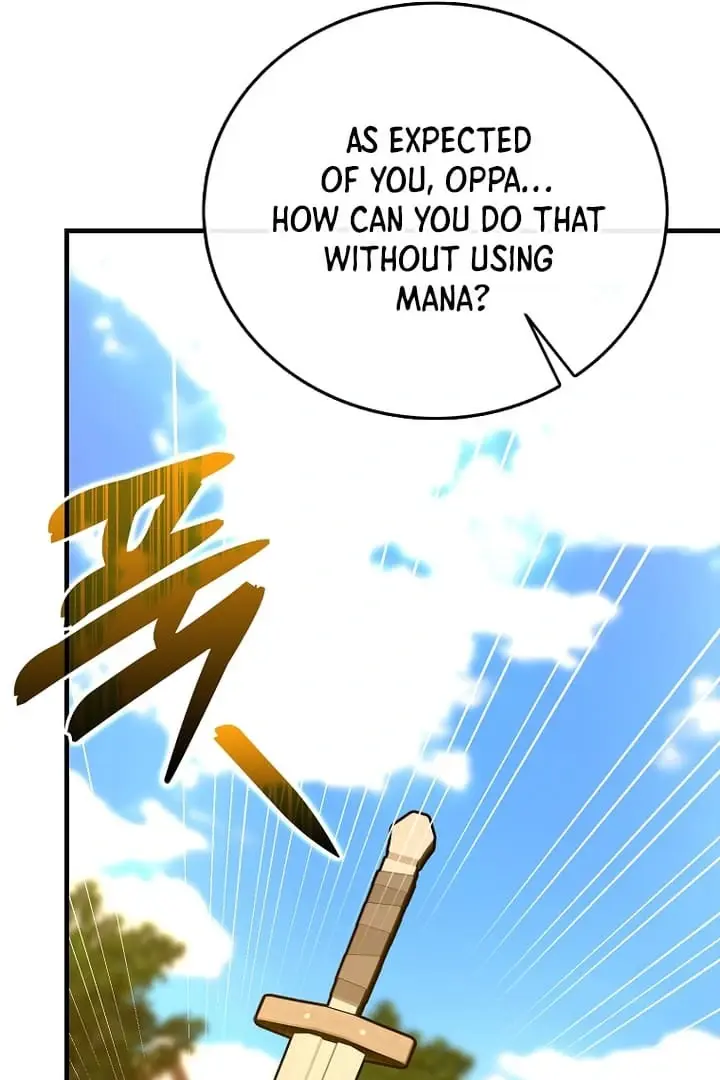 AS EXPECTED
OF YOU, OPPA...
HOW CAN YOU DO THAT
WITHOUT USING
MANA?
푹